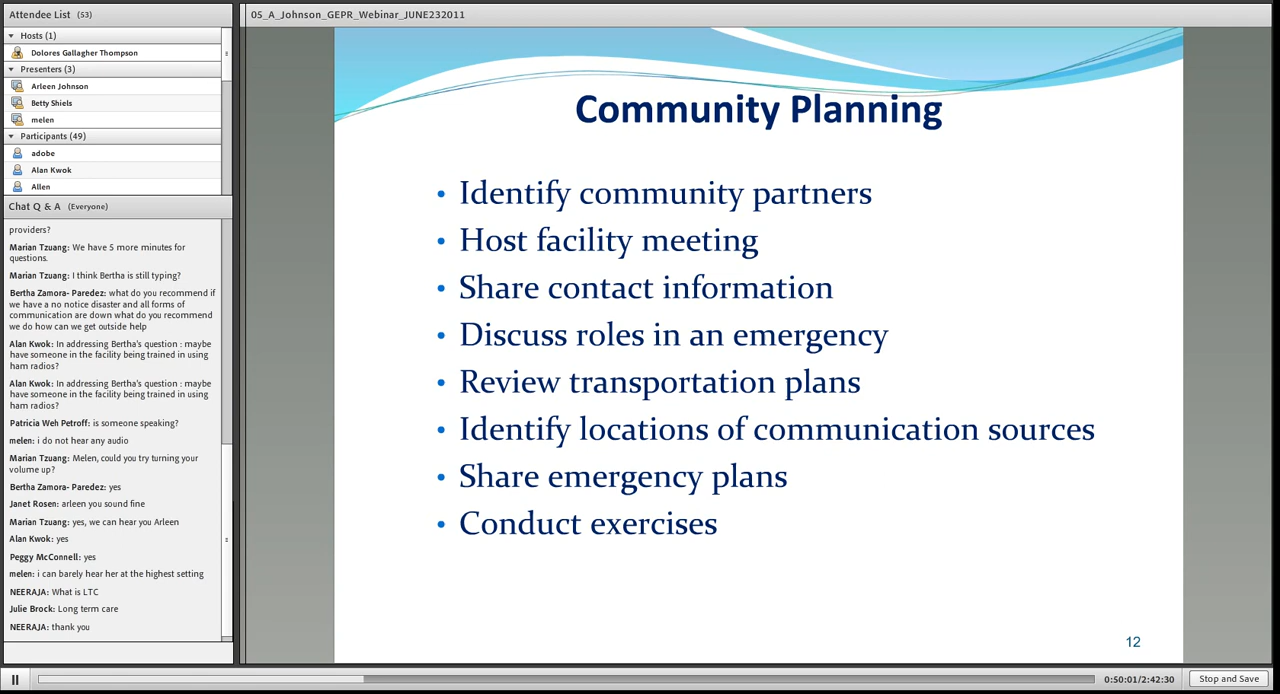 Attendee List (53)
Hosts (1)
Dolores Gallagher Thompson
Presenters (3)
Arleen Johnson
Betty Shiels
melen
Participants (49)
adobe
Alan Kwok
Allen
Chat Q & A (Everyone)
providers?
Marian Tzuang: We have 5 more minutes for
questions.
Marian Tzuang: I think Bertha is still typing?
Bertha Zamora- Paredez: what do you recommend if
we have a no notice disaster and all forms of
communication are down what do you recommend
we do how can we get outside help
Alan Kwok: In addressing Bertha's question : maybe
have someone in the facility being trained in using
ham radios?
Alan Kwok: In addressing Bertha's question : maybe
have someone in the facility being trained in using
ham radios?
Patricia Weh Petroff: is someone speaking?
melen: i do not hear any audio
Marian Tzuang: Melen, could you try turning your
volume up?
Bertha Zamora- Paredez: yes
Janet Rosen: arleen you sound fine
Marian Tzuang: yes, we can hear you Arleen
Alan Kwok: yes
Peggy McConnell: yes
melen: i can barely hear her at the highest setting
NEERAJA: What is LTC
Julie Brock: Long term care
NEERAJA: thank you
05_A_Johnson_GEPR_Webinar_JUNE232011
Community Planning
• Identify community partners
• Host facility meeting
• Share contact information
• Discuss roles in an emergency
• Review transportation plans
• Identify locations of communication sources
• Share emergency plans
• Conduct exercises
12
0:50:01/2:42:30
Stop and Save